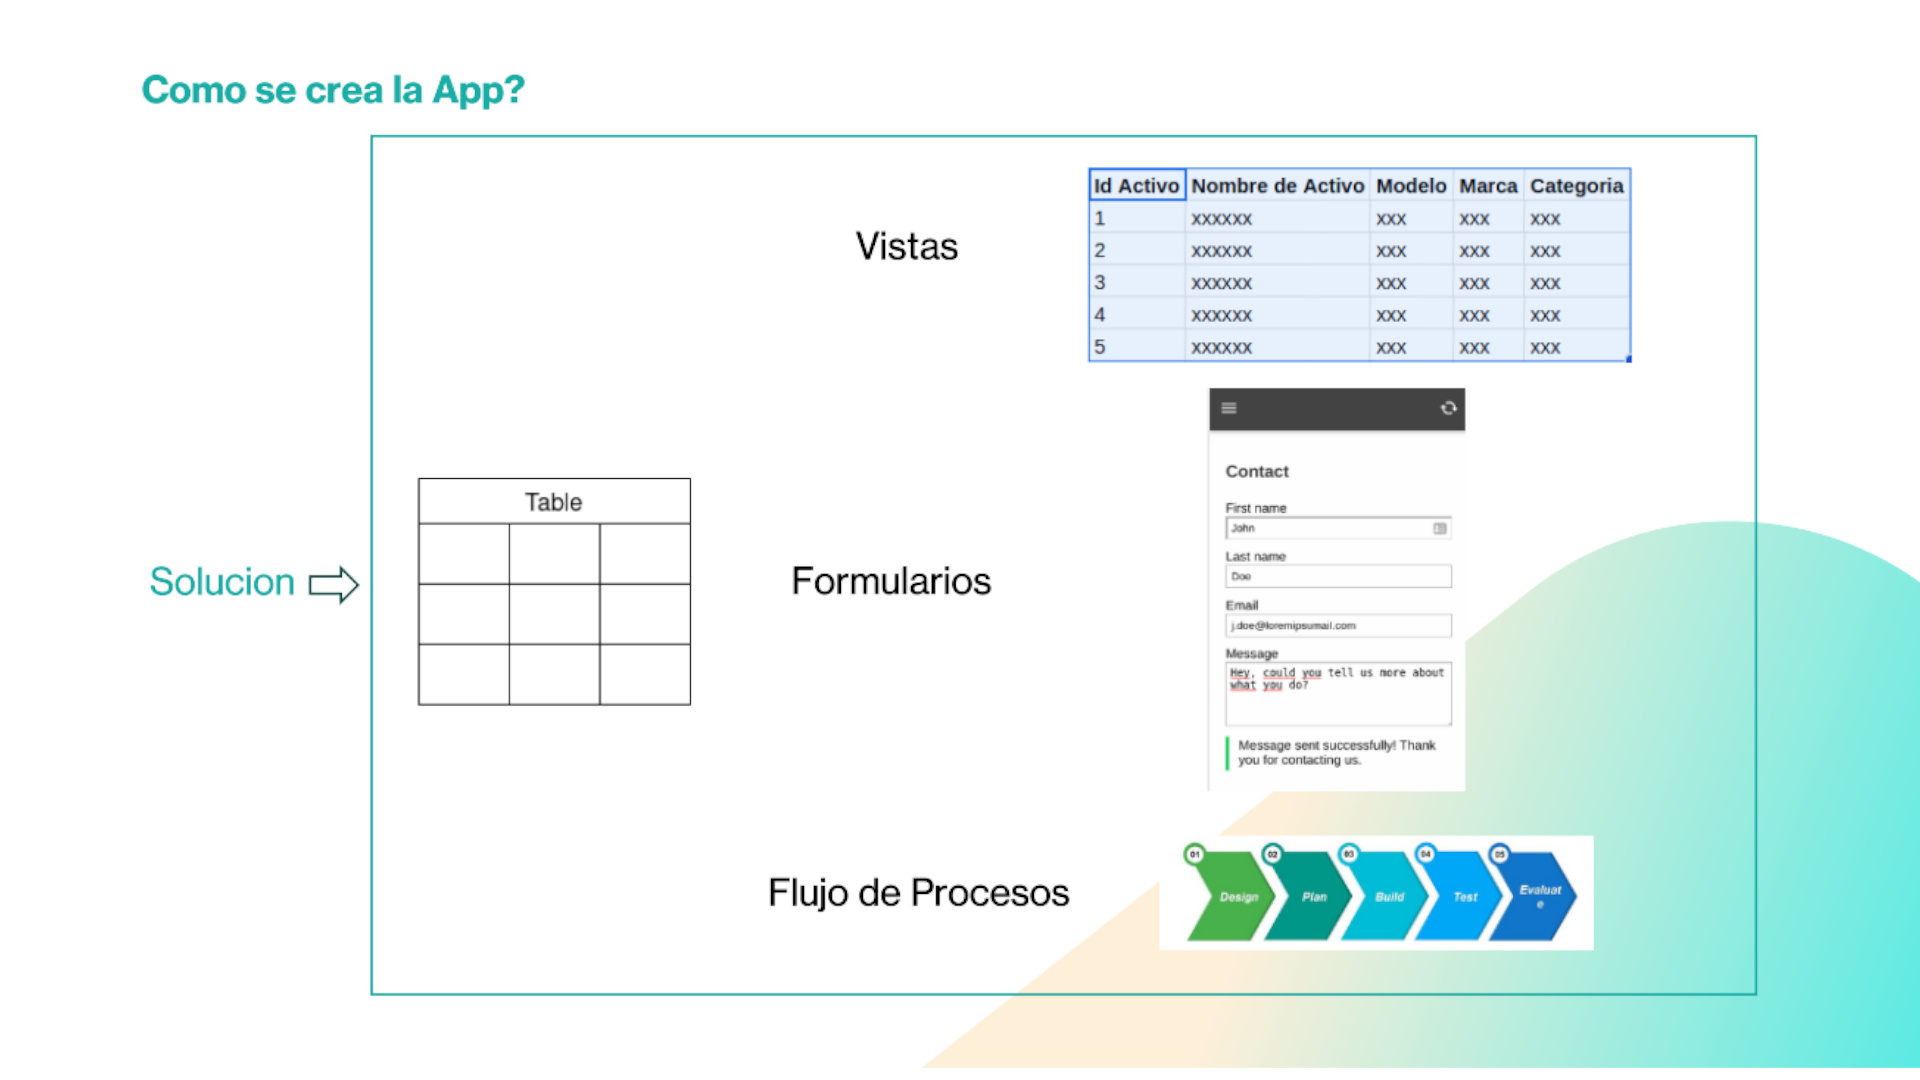 Como se crea la App?
Id Activo Nombre de Activo Modelo Marca Categoria
1 xxxxxx xxx xxx xxx
2 xxxxxx xxx xxx xxx
3 xxxxxx xxx xxx xxx
4 xxxxxx xxx xxx xxx
5 xxxxxx xxx xxx xxx
Vistas
Solucion
Table
Formularios
Contact
First name
John
Last name
Doe
Email
j.doe@loremipsumail.com
Message
Hey, could you tell us more about
what you do?
Message sent successfully! Thank
you for contacting us.
Flujo de Procesos
01 02 03 04 05
Design Plan Build Test Evaluat
e